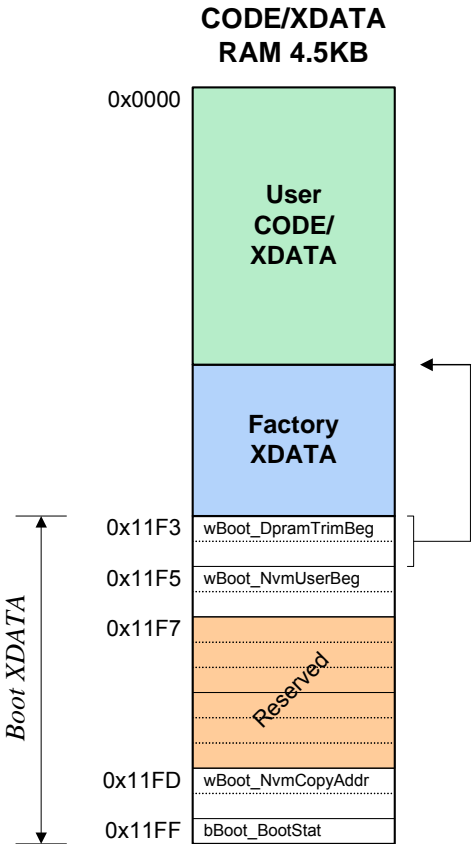 CODE/XDATA
RAM 4.5KB
0x0000
User
CODE/
XDATA
Factory
XDATA
0x11F3 wBoot_DpramTrimBeg
0x11F5 wBoot_NvmUserBeg
0x11F7
Reserved
Boot XDATA
0x11FD wBoot_NvmCopyAddr
0x11FF bBoot_BootStat